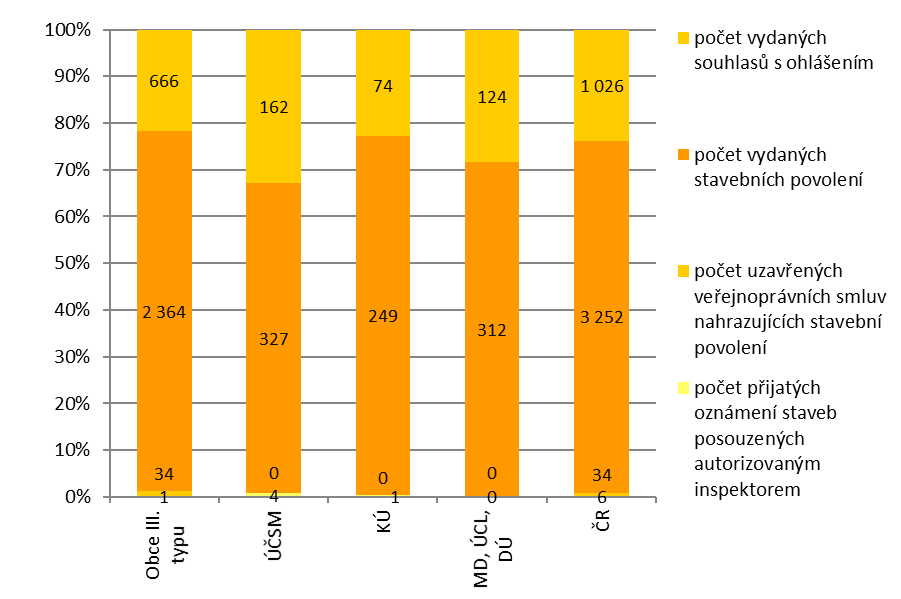 100%
90%
80%
70%
60%
50%
40%
30%
20%
10%
0%
666
162
74
124
1 026
2 364
327
249
312
3 252
34
0
0
0
34
1
4
1
0
6
Obce III.
typu
ÚČSM
KÚ
MD, ÚCL,
DÚ
ČR
počet vydaných
souhlasů s ohlášením
počet vydaných
stavebních povolení
počet uzavřených
veřejnoprávních smluv
nahrazujících stavební
povolení
počet přijatých
oznámení staveb
posouzených
autorizovaným
inspektorem